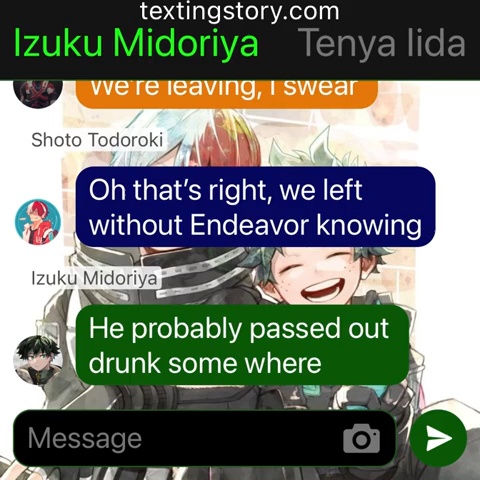 textingstory.com
Izuku Midoriya Tenya Iida
We're leaving, I swear
Shoto Todoroki
Oh that's right, we left
without Endeavor knowing
Izuku Midoriya
He probably passed out
drunk some where
Message